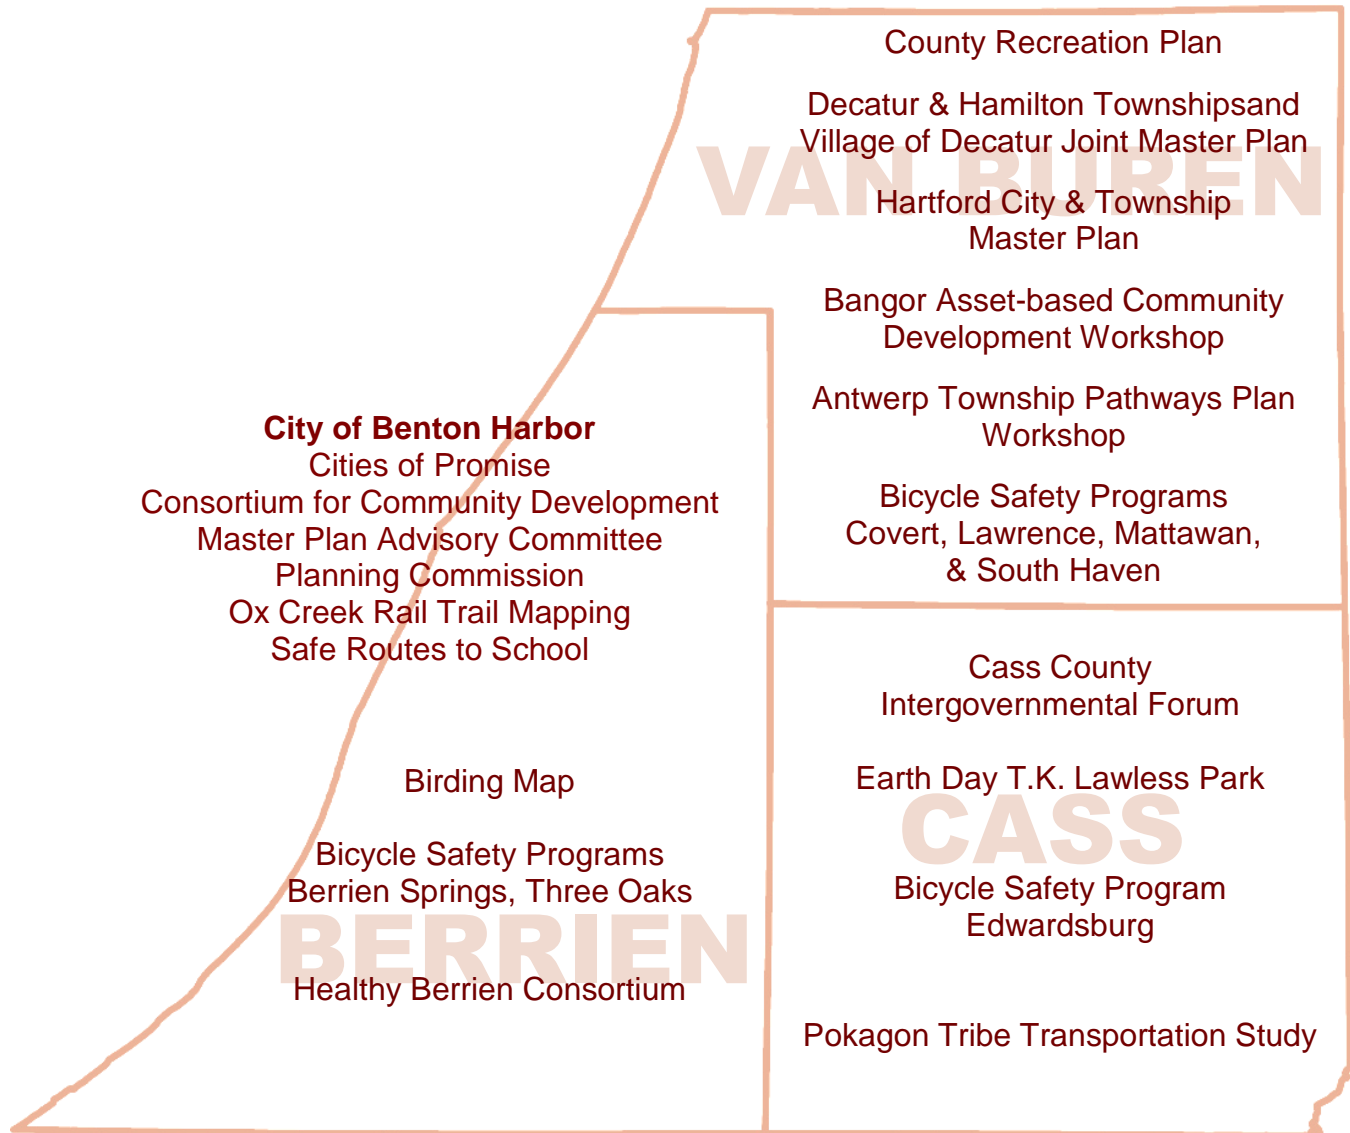 County Recreation Plan
Decatur & Hamilton Townshipsand
Village of Decatur Joint Master Plan
VAN BUREN
Hartford City & Township
Master Plan
Bangor Asset-based Community
Development Workshop
Antwerp Township Pathways Plan
Workshop
Bicycle Safety Programs
Covert, Lawrence, Mattawan,
& South Haven
City of Benton Harbor
Cities of Promise
Consortium for Community Development
Master Plan Advisory Committee
Planning Commission
Ox Creek Rail Trail Mapping
Safe Routes to School
Birding Map
Bicycle Safety Programs
Berrien Springs, Three Oaks
BERRIEN
Healthy Berrien Consortium
Cass County
Intergovernmental Forum
Earth Day T.K. Lawless Park
CASS
Bicycle Safety Program
Edwardsburg
Pokagon Tribe Transportation Study